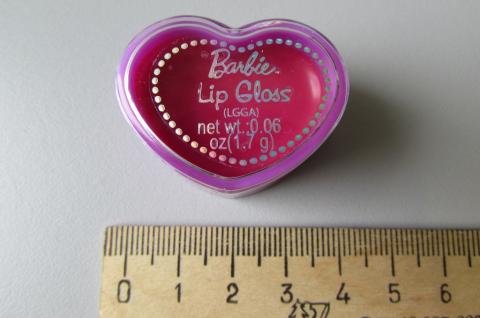 Barbie
Lip Gloss
(LGGA)
net wt.:0.06
oz(1.7 g)
0 1 2 3 4 5 6